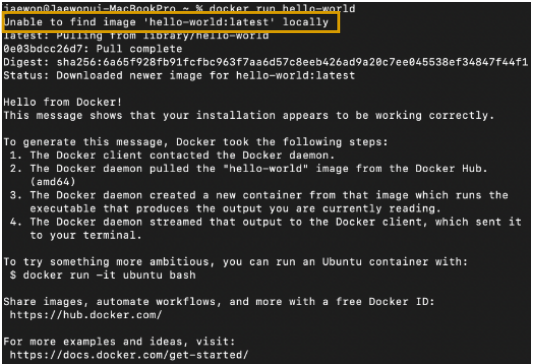 jaewon@Jaewonui-MacBookPro ~ % docker run hello-world
Unable to find image 'hello-world:latest' locally
latest: Pulling from library/hello-world
0e03bdcc26d7: Pull complete
Digest: sha256:6a65f928fb91fcfbc963f7aa6d57c8eeb426ad9a20c7ee045538ef34847f44f1
Status: Downloaded newer image for hello-world:latest
Hello from Docker!
This message shows that your installation appears to be working correctly.
To generate this message, Docker took the following steps:
1. The Docker client contacted the Docker daemon.
2. The Docker daemon pulled the "hello-world" image from the Docker Hub.
(amd64)
3. The Docker daemon created a new container from that image which runs the
executable that produces the output you are currently reading.
4. The Docker daemon streamed that output to the Docker client, which sent it
to your terminal.
To try something more ambitious, you can run an Ubuntu container with:
$ docker run -it ubuntu bash
Share images, automate workflows, and more with a free Docker ID:
https://hub.docker.com/
For more examples and ideas, visit:
https://docs.docker.com/get-started/